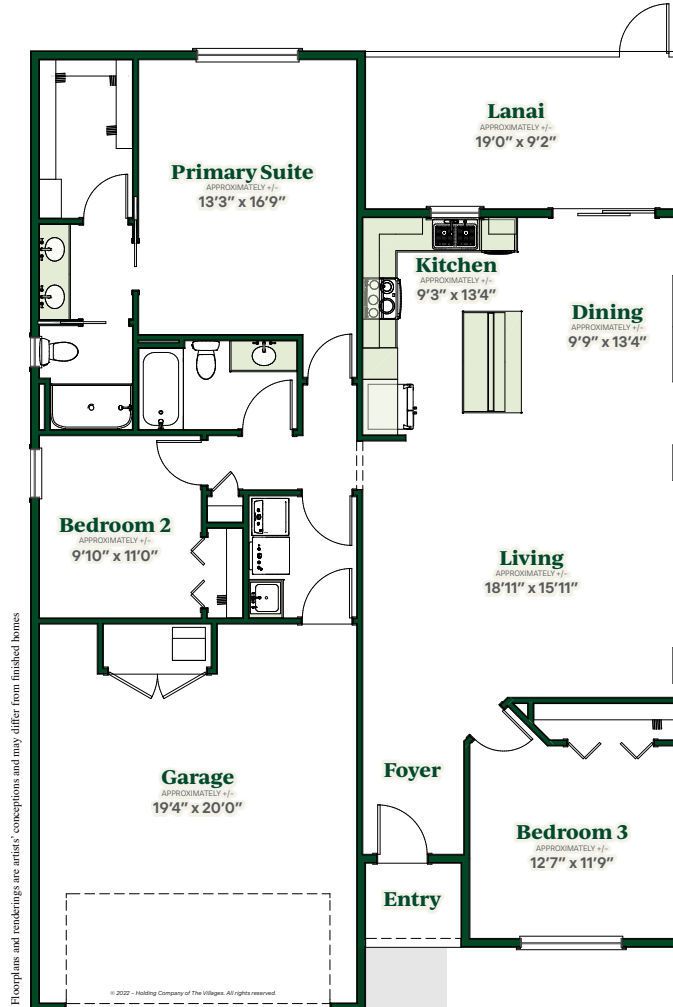 Lanai
APPROXIMATELY +/-
19’0” x 9’2”
Primary Suite
APPROXIMATELY +/-
13’3” x 16’9”
Kitchen
APPROXIMATELY +/-
9’3” x 13’4”
Dining
APPROXIMATELY +/-
9’9” x 13’4”
Bedroom 2
APPROXIMATELY +/-
9’10” x 11’0”
Living
APPROXIMATELY +/-
18’11” x 15’11”
Garage
APPROXIMATELY +/-
19’4” x 20’0”
Foyer
Bedroom 3
APPROXIMATELY +/-
12’7” x 11’9”
Entry
© 2022 – Holding Company of The Villages. All rights reserved.
Floorplans and renderings are artists’ conceptions and may differ from finished homes